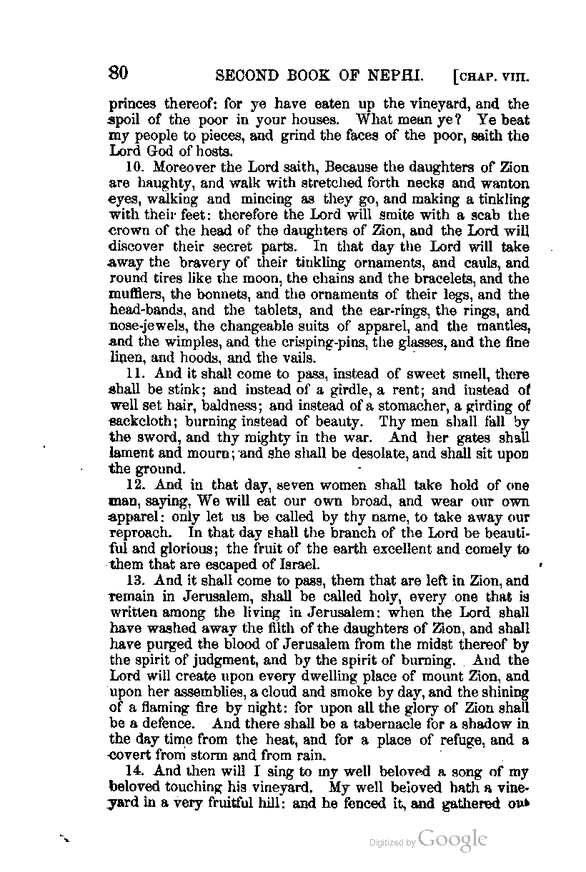 80 SECOND BOOK OF NEPHI. [CHAP. VIII.
princes thereof: for ye have eaten up the vineyard, and the
spoil of the poor in your houses. What mean ye? Ye beat
my people to pieces, and grind the faces of the poor, saith the
Lord God of hosts.
10. Moreover the Lord saith, Because the daughters of Zion
are haughty, and walk with stretched forth necks and wanton
eyes, walking and mincing as they go, and making a tinkling
with their feet: therefore the Lord will smite with a scab the
crown of the head of the daughters of Zion, and the Lord will
discover their secret parts. In that day the Lord will take
away the bravery of their tinkling ornaments, and cauls, and
round tires like the moon, the chains and the bracelets, and the
mufflers, the bonnets, and the ornaments of their legs, and the
head-bands, and the tablets, and the ear-rings, the rings, and
nose-jewels, the changeable suits of apparel, and the mantles,
and the wimples, and the crisping-pins, the glasses, and the fine
linen, and hoods, and the vails.
11. And it shall come to pass, instead of sweet smell, there
shall be stink; and instead of a girdle, a rent; and instead of
well set hair, baldness; and instead of a stomacher, a girding of
sackcloth; burning instead of beauty. Thy men shall fall by
the sword, and thy mighty in the war. And her gates shall
lament and mourn; and she shall be desolate, and shall sit upon
the ground.
12. And in that day, seven women shall take hold of one
man, saying, We will eat our own broad, and wear our own
apparel: only let us be called by thy name, to take away our
reproach. In that day shall the branch of the Lord be beauti-
ful and glorious; the fruit of the earth excellent and comely to
them that are escaped of Israel.
13. And it shall come to pass, them that are left in Zion, and
remain in Jerusalem, shall be called holy, every one that is
written among the living in Jerusalem: when the Lord shall
have washed away the filth of the daughters of Zion, and shall
have purged the blood of Jerusalem from the midst thereof by
the spirit of judgment, and by the spirit of burning. And the
Lord will create upon every dwelling place of mount Zion, and
upon her assemblies, a cloud and smoke by day, and the shining
of a flaming fire by night: for upon all the glory of Zion shall
be a defence. And there shall be a tabernacle for a shadow in
the day time from the heat, and for a place of refuge, and a
covert from storm and from rain.
14. And then will I sing to my well beloved a song of my
beloved touching his vineyard. My well beloved hath a vine-
yard in a very fruitful hill: and he fenced it, and gathered out
Digitized by Google